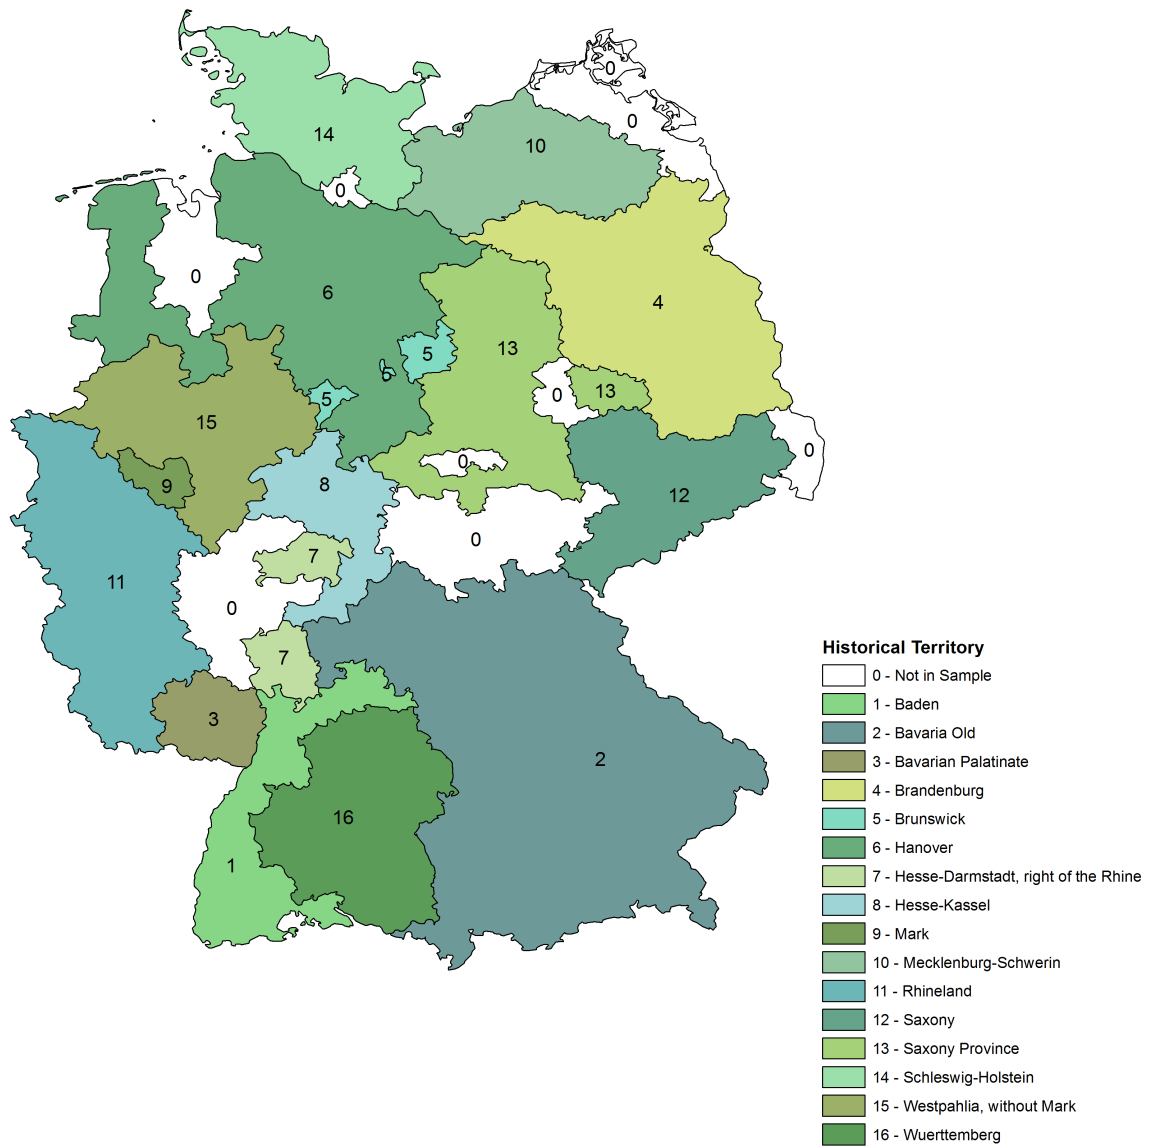 0
0
14
10
0
0
6
4
13
5
5
0
13
5
15
0
0
8
9
12
0
7
11
0
7
3
2
16
1
Historical Territory
0 - Not in Sample
1 - Baden
2 - Bavaria Old
3 - Bavarian Palatinate
4 - Brandenburg
5 - Brunswick
6 - Hanover
7 - Hesse-Darmstadt, right of the Rhine
8 - Hesse-Kassel
9 - Mark
10 - Mecklenburg-Schwerin
11 - Rhineland
12 - Saxony
13 - Saxony Province
14 - Schleswig-Holstein
15 - Westpahlia, without Mark
16 - Wuerttemberg